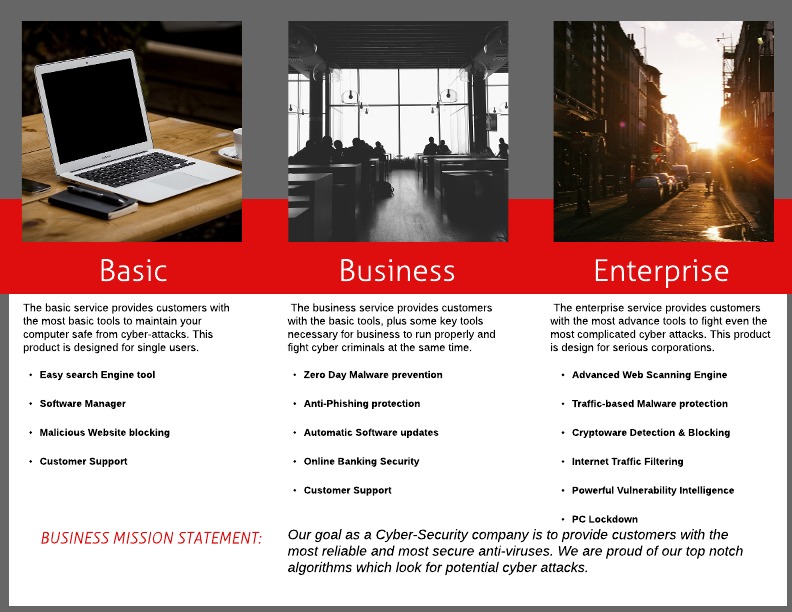 Basic
The basic service provides customers with
the most basic tools to maintain your
computer safe from cyber-attacks. This
product is designed for single users.
• Easy search Engine tool
• Software Manager
• Malicious Website blocking
• Customer Support
Business
The business service provides customers
with the basic tools, plus some key tools
necessary for business to run properly and
fight cyber criminals at the same time.
• Zero Day Malware prevention
• Anti-Phishing protection
• Automatic Software updates
• Online Banking Security
• Customer Support
Enterprise
The enterprise service provides customers
with the most advance tools to fight even the
most complicated cyber attacks. This product
is design for serious corporations.
• Advanced Web Scanning Engine
• Traffic-based Malware protection
• Cryptoware Detection & Blocking
• Internet Traffic Filtering
• Powerful Vulnerability Intelligence
• PC Lockdown
BUSINESS MISSION STATEMENT:
Our goal as a Cyber-Security company is to provide customers with the
most reliable and most secure anti-viruses. We are proud of our top notch
algorithms which look for potential cyber attacks.